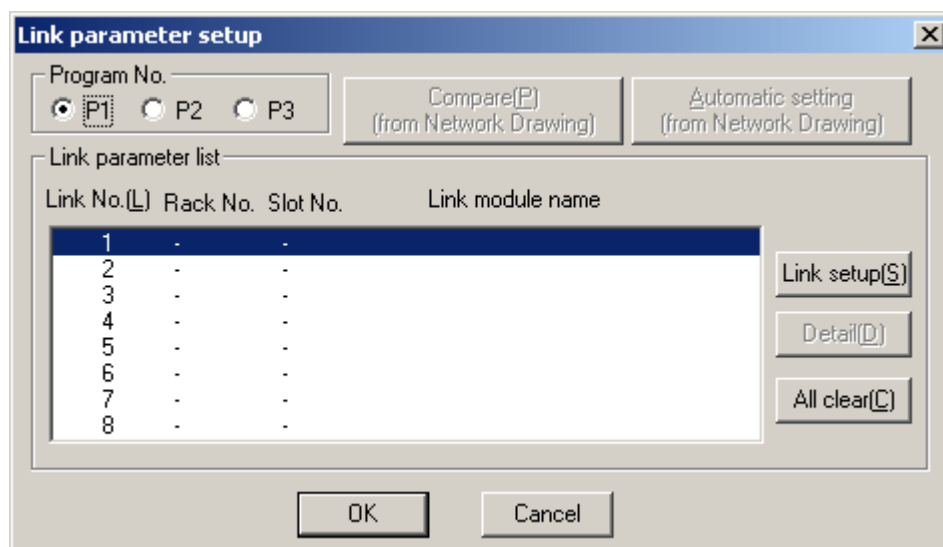 Link parameter setup
Program No.
P1 P2 P3
Compare(P)
(from Network Drawing)
Automatic setting
(from Network Drawing)
Link parameter list
Link No.(L) Rack No. Slot No. Link module name
1 - -
2 - -
3 - -
4 - -
5 - -
6 - -
7 - -
8 - -
Link setup(S)
Detail(D)
All clear(C)
OK Cancel